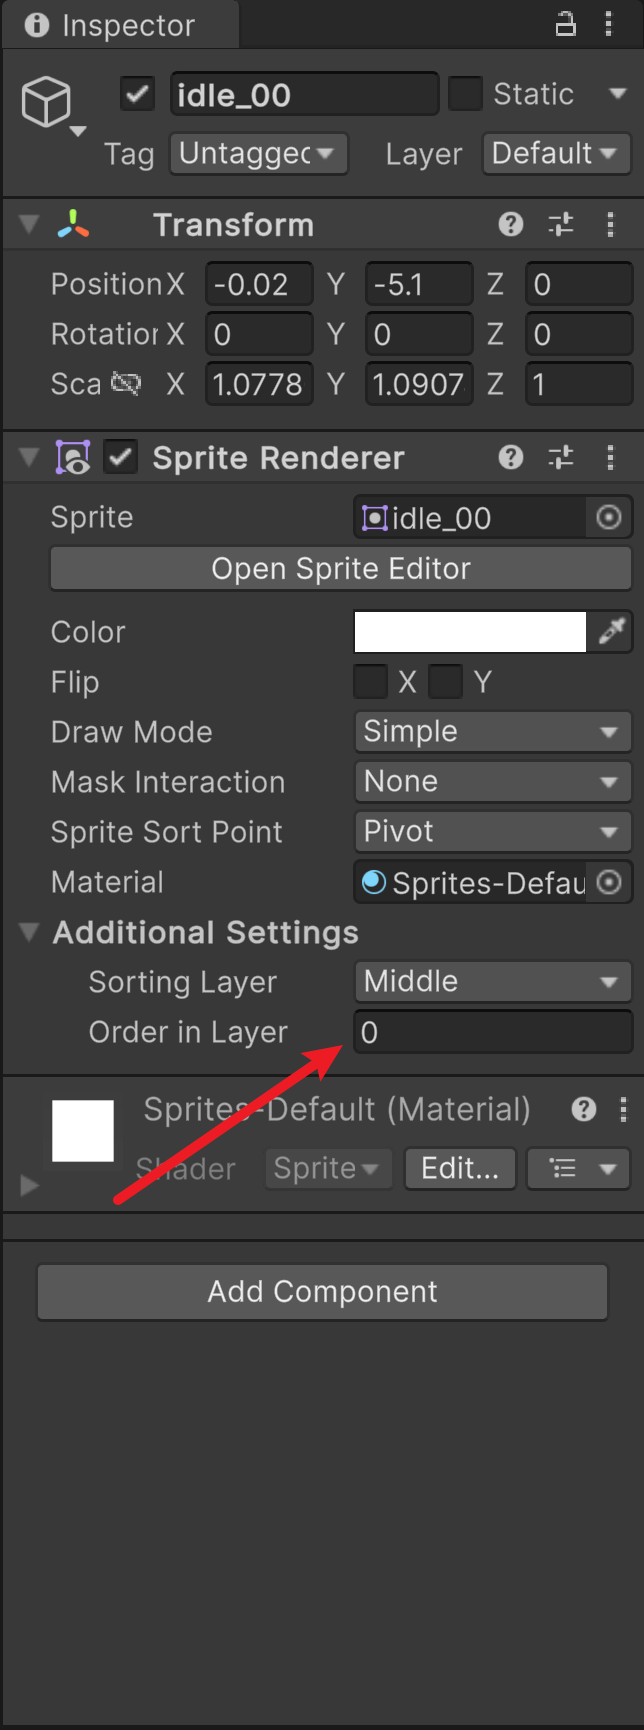 Inspector
idle_00 Static
Tag Untagged Layer Default
Transform
Position X -0.02 Y -5.1 Z 0
Rotation X 0 Y 0 Z 0
Sca X 1.0778 Y 1.0907 Z 1
Sprite Renderer
Sprite idle_00
Open Sprite Editor
Color
Flip X Y
Draw Mode Simple
Mask Interaction None
Sprite Sort Point Pivot
Material Sprites-Defau
Additional Settings
Sorting Layer Middle
Order in Layer 0
Sprites-Default (Material)
Shader Sprite Edit...
Add Component